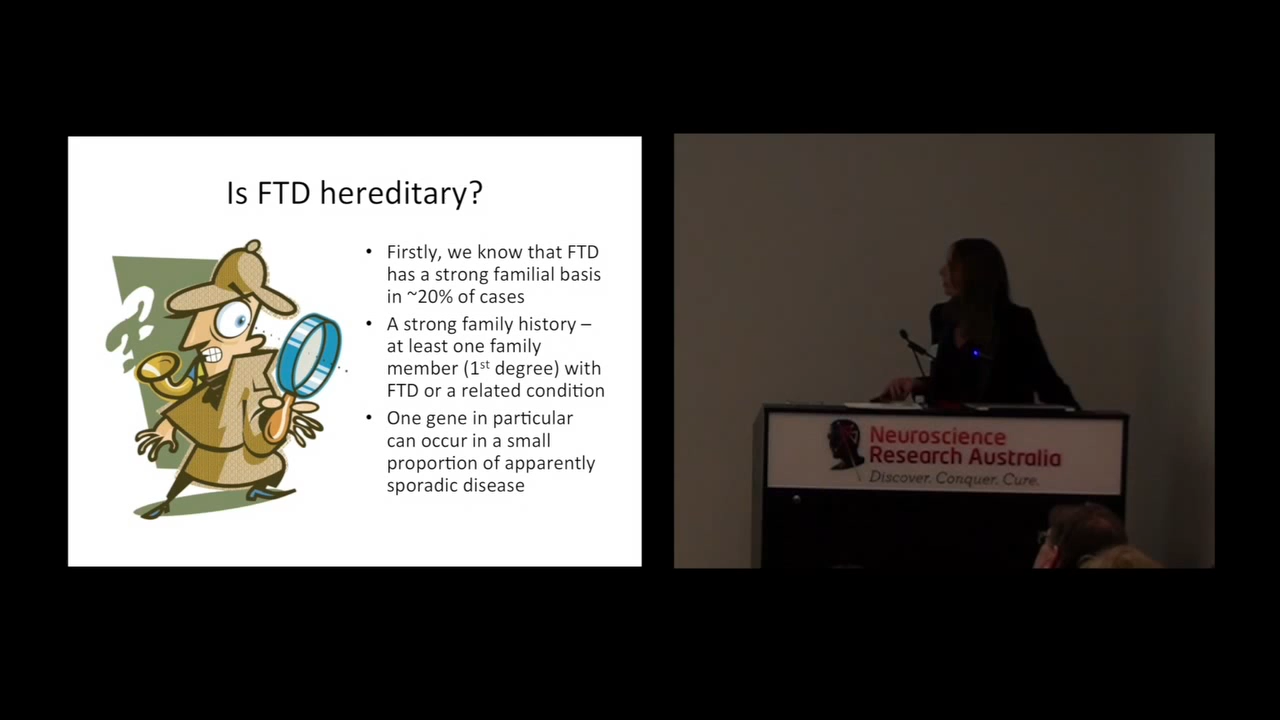 Is FTD hereditary?
• Firstly, we know that FTD
has a strong familial basis
in ~20% of cases
• A strong family history –
at least one family
member (1st degree) with
FTD or a related condition
• One gene in particular
can occur in a small
proportion of apparently
sporadic disease
Neuroscience
Research Australia
Discover. Conquer. Cure.